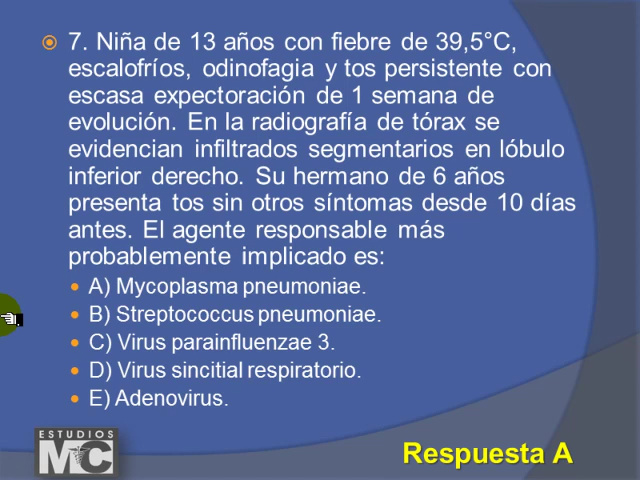 7. Niña de 13 años con fiebre de 39,5°C,
escalofríos, odinofagia y tos persistente con
escasa expectoración de 1 semana de
evolución. En la radiografía de tórax se
evidencian infiltrados segmentarios en lóbulo
inferior derecho. Su hermano de 6 años
presenta tos sin otros síntomas desde 10 días
antes. El agente responsable más
probablemente implicado es:
A) Mycoplasma pneumoniae.
B) Streptococcus pneumoniae.
C) Virus parainfluenzae 3.
D) Virus sincitial respiratorio.
E) Adenovirus.
ESTUDIOS
MC
Respuesta A